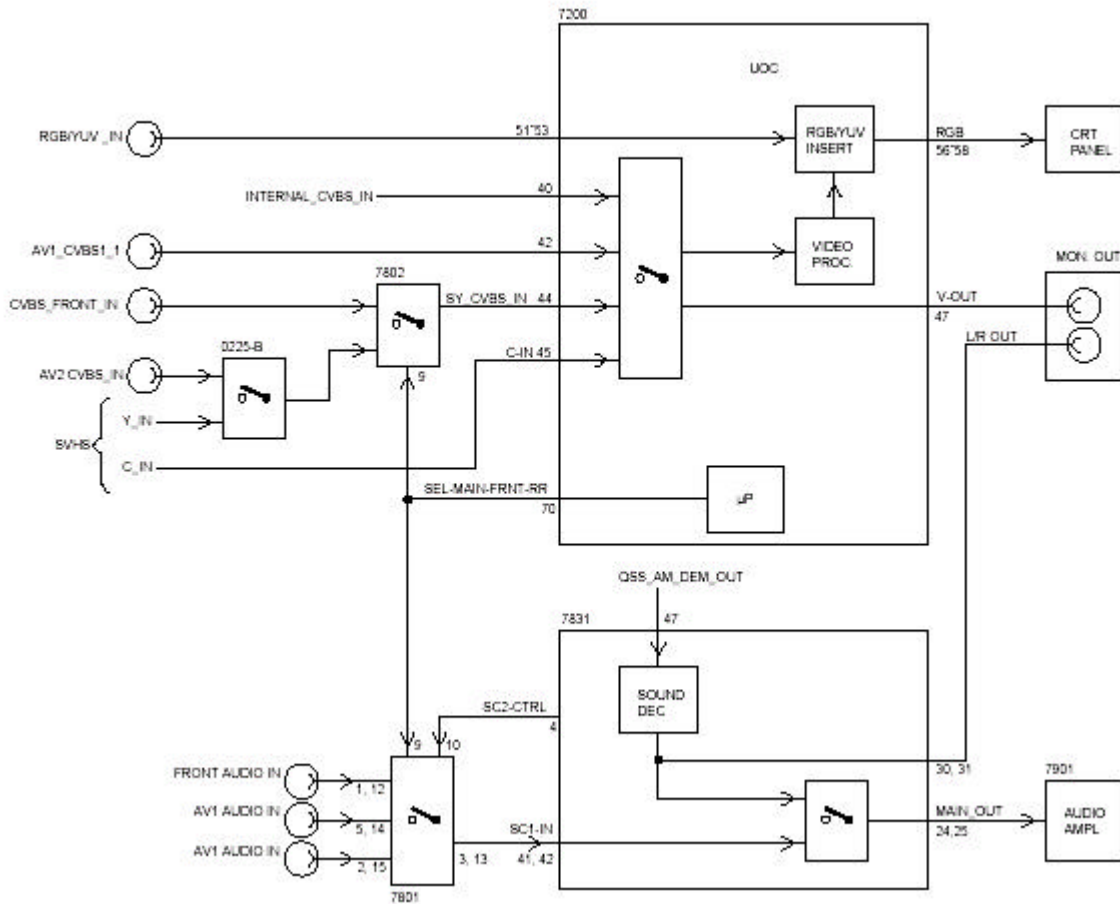 7200
UOC
RGB/YUV_IN
51~53
RGB/YUV
INSERT
RGB
56~58
CRT
PANEL
INTERNAL_CVBS_IN
40
AV1_CVBS1_1
42
VIDEO
PROC.
MON. OUT
7802
CVBS_FRONT_IN
SY_CVBS_IN 44
V-OUT
47
L/R OUT
0225-B
C-IN 45
AV2 CVBS_IN
9
Y_IN
SVHS
C_IN
SEL-MAIN-FRNT-RR
70
µP
QSS_AM_DEM_OUT
7831
47
SOUND
DEC
SC2-CTRL
4
9
10
FRONT AUDIO IN
1, 12
30, 31
7901
AV1 AUDIO IN
5, 14
MAIN_OUT
24,25
AUDIO
AMPL
SC1-IN
AV1 AUDIO IN
2, 15
3, 13
41, 42
7801